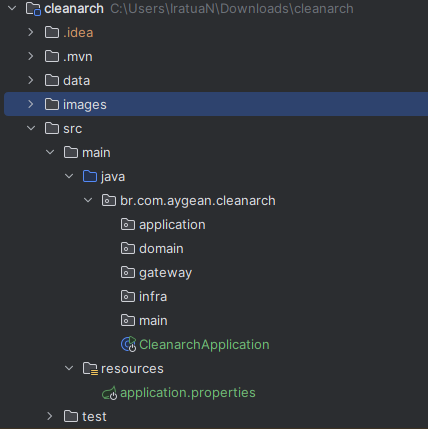 cleanarch C:\Users\IratuaN\Downloads\cleanarch
.idea
.mvn
data
images
src
main
java
br.com.aygean.cleanarch
application
domain
gateway
infra
main
CleanarchApplication
resources
application.properties
test